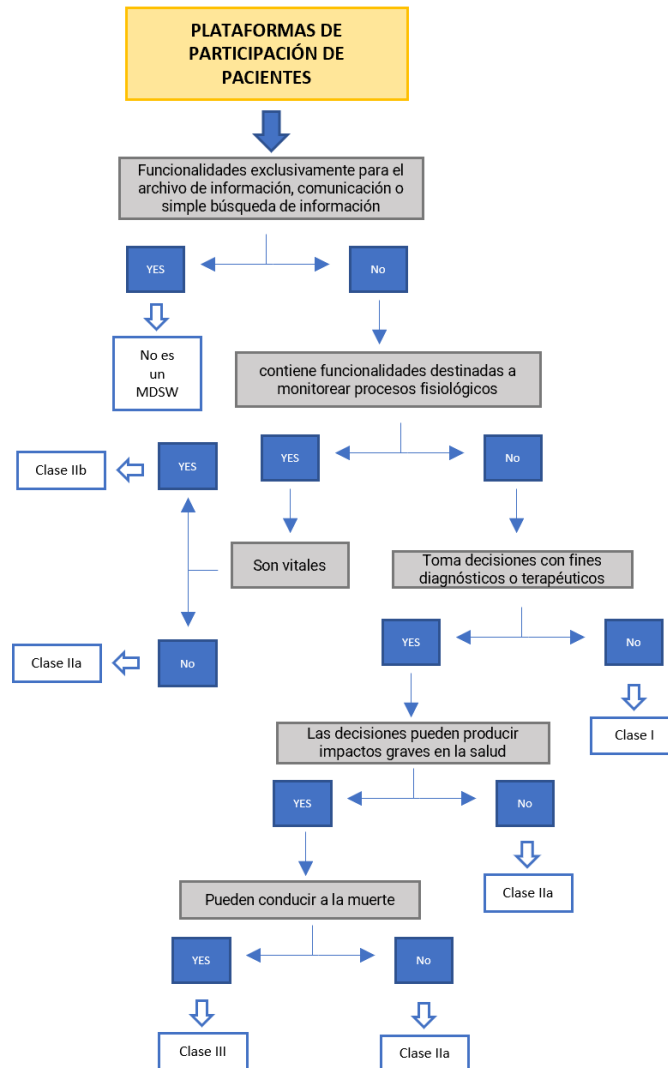 PLATAFORMAS DE
PARTICIPACIÓN DE
PACIENTES
Funcionalidades exclusivamente para el
archivo de información, comunicación o
simple búsqueda de información
YES
No
No es
un
MDSW
contiene funcionalidades destinadas a
monitorear procesos fisiológicos
Clase IIb
YES
YES
No
Son vitales
Toma decisiones con fines
diagnósticos o terapéuticos
Clase IIa
No
YES
No
Las decisiones pueden producir
impactos graves en la salud
Clase I
YES
No
Pueden conducir a la muerte
Clase IIa
YES
No
Clase III
Clase IIa